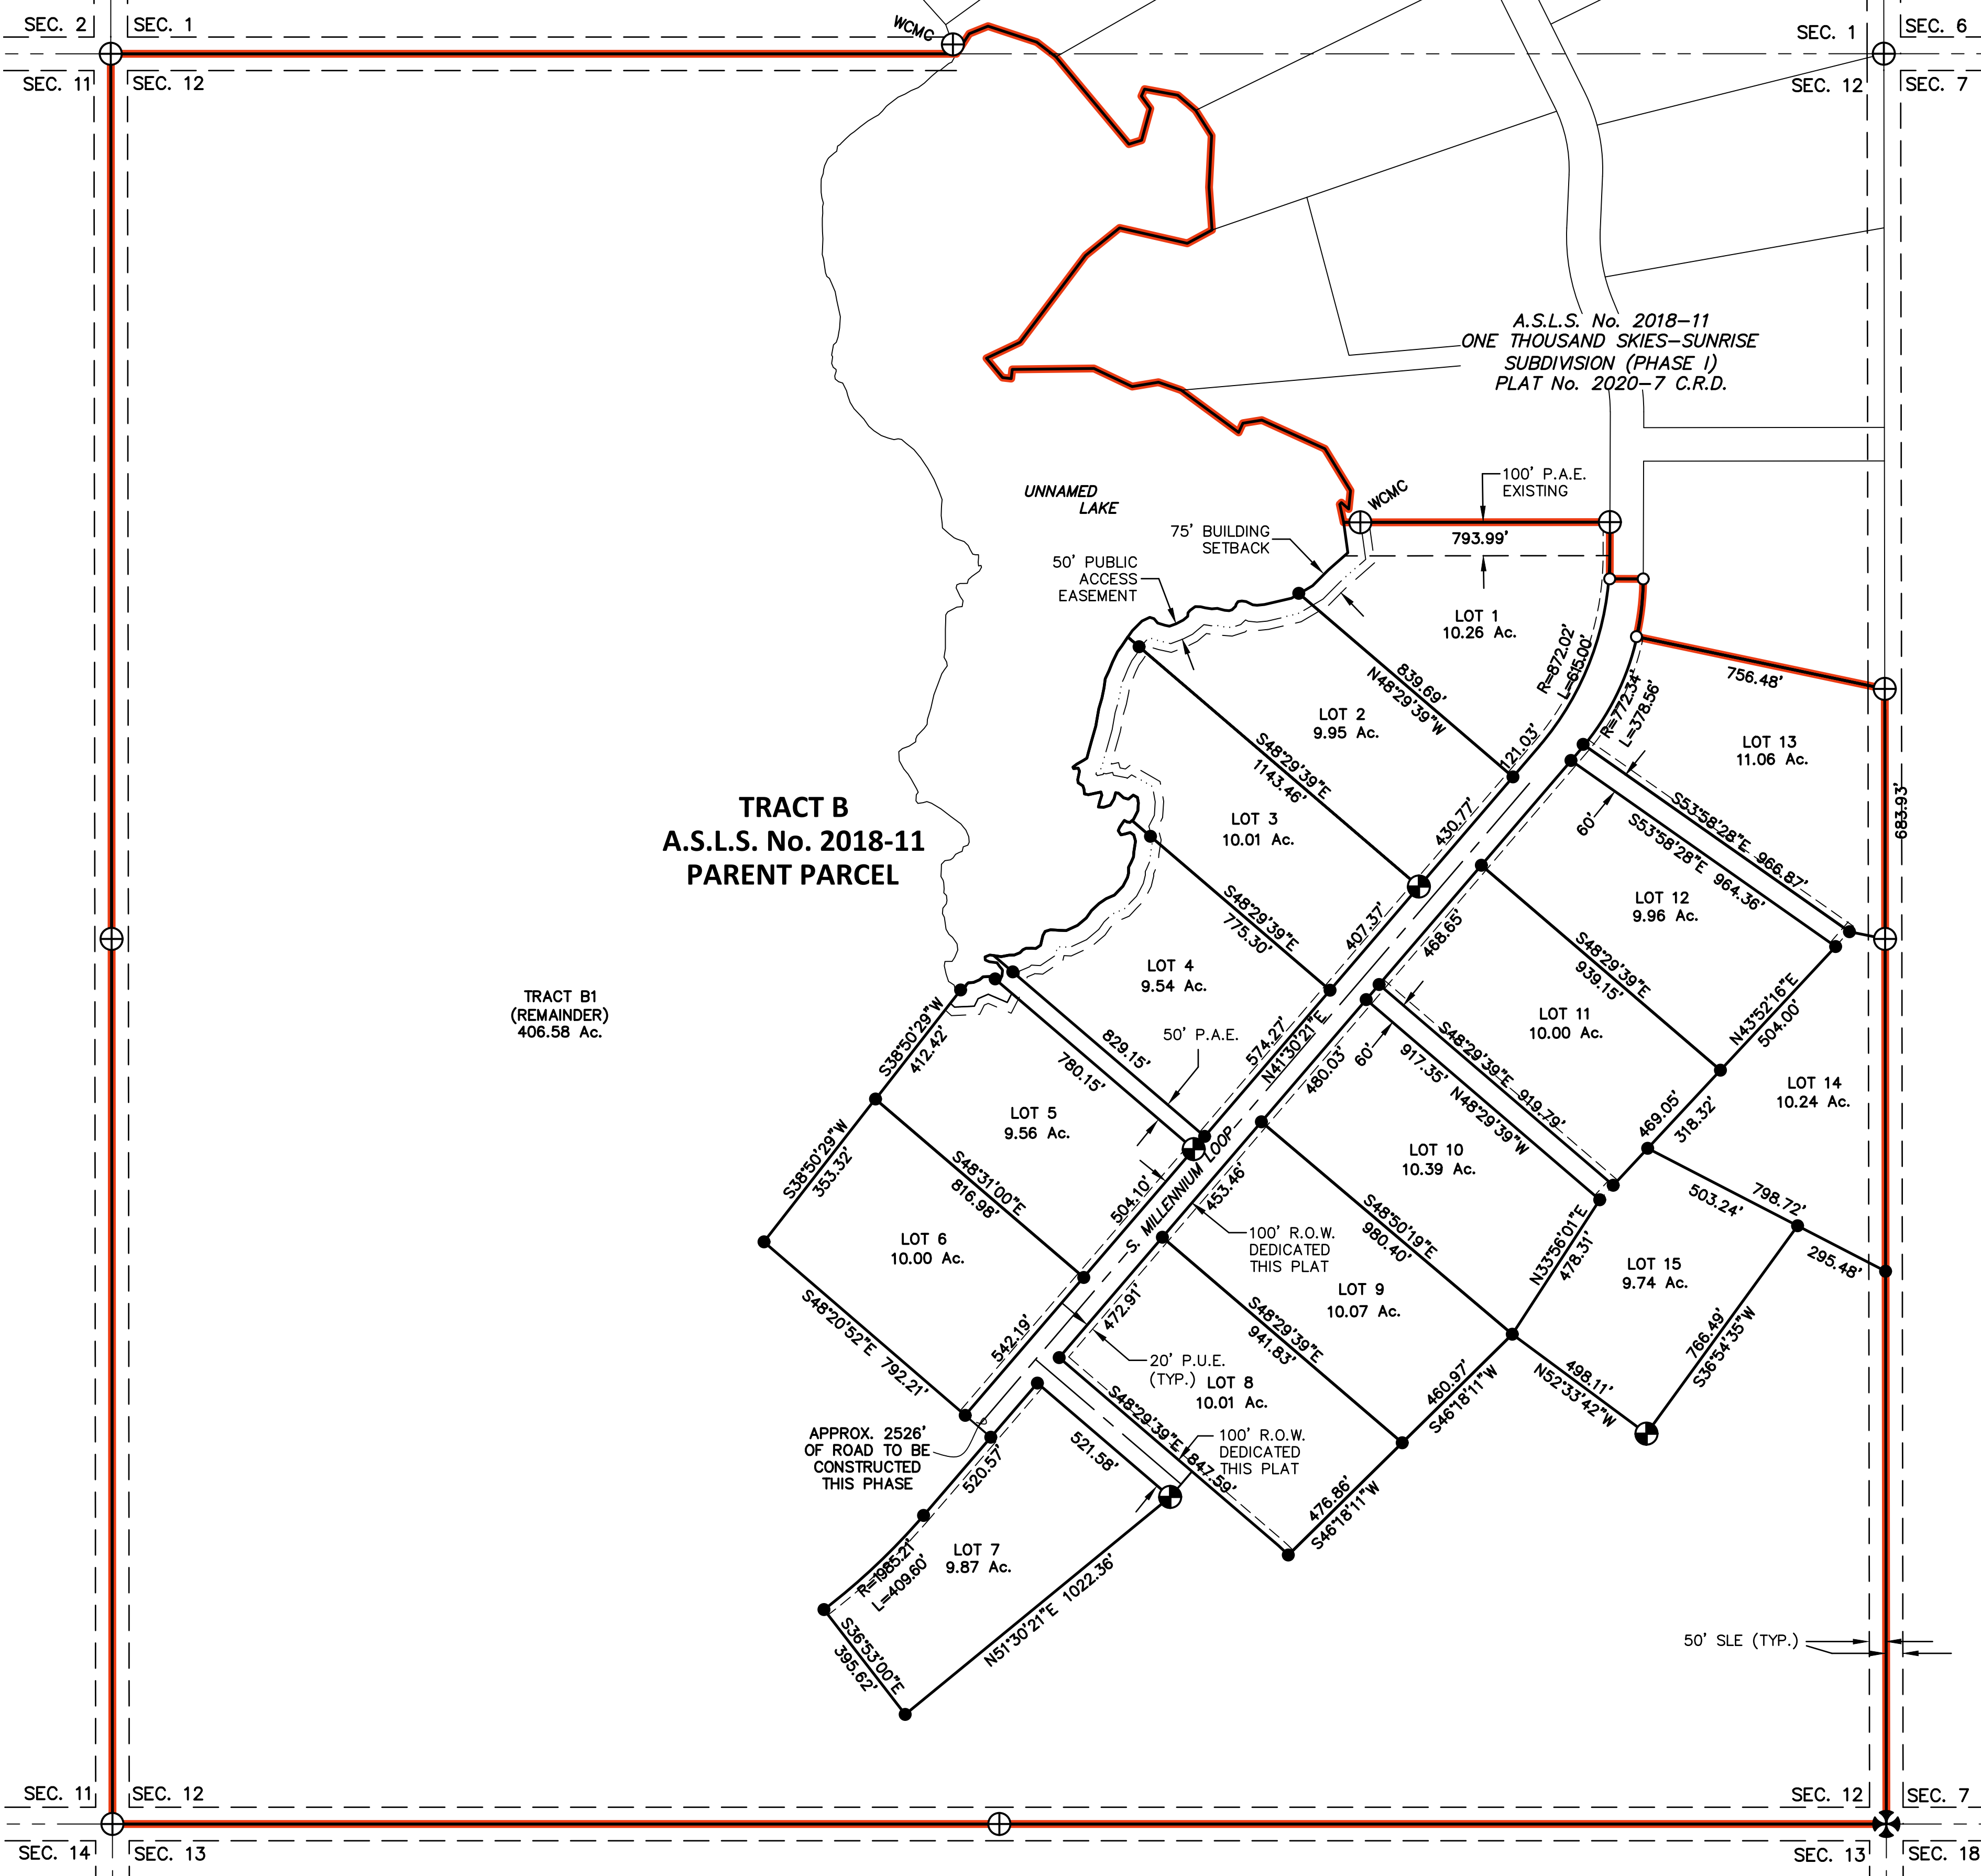 SEC. 2
SEC. 1
WCMC
SEC. 1
SEC. 6
SEC. 11
SEC. 12
SEC. 12
SEC. 7
A.S.L.S. No. 2018-11
ONE THOUSAND SKIES-SUNRISE
SUBDIVISION (PHASE I)
PLAT No. 2020-7 C.R.D.
100' P.A.E.
EXISTING
UNNAMED
LAKE
WCMC
75' BUILDING
SETBACK
793.99'
50' PUBLIC
ACCESS
EASEMENT
LOT 1
10.26 Ac.
R=872.02'
L=615.00'
839.69'
N48°29'39"W
756.48'
R=772.34'
L=378.56'
LOT 2
9.95 Ac.
121.03'
LOT 13
11.06 Ac.
S48°29'39"E
1143.46'
683.93'
TRACT B
A.S.L.S. No. 2018-11
PARENT PARCEL
LOT 3
10.01 Ac.
430.77'
60'
S53°58'28"E 966.87'
S53°58'28"E 964.36'
LOT 12
9.96 Ac.
S48°29'39"E
775.30'
407.37'
468.65'
S48°29'39"E
939.15'
LOT 4
9.54 Ac.
TRACT B1
(REMAINDER)
406.58 Ac.
S38°50'29"W
412.42'
LOT 11
10.00 Ac.
N43°52'16"E
504.00'
829.15'
780.15'
50' P.A.E.
574.27'
N41°30'21"E
480.03'
60'
S48°29'39"E 919.79'
917.35' N48°29'39"W
LOT 14
10.24 Ac.
LOT 5
9.56 Ac.
469.05'
318.32'
LOT 10
10.39 Ac.
S38°50'29"W
353.32'
S48°31'00"E
816.98'
504.10'
S. MILLENNIUM LOOP
453.46'
503.24'
798.72'
LOT 6
10.00 Ac.
100' R.O.W.
DEDICATED
THIS PLAT
S48°50'19"E
980.40'
N33°56'01"E
478.31'
LOT 15
9.74 Ac.
295.48'
LOT 9
10.07 Ac.
S48°20'52"E 792.21'
542.19'
472.91'
S48°29'39"E
941.83'
766.49'
S36°54'35"W
20' P.U.E.
(TYP.)
LOT 8
10.01 Ac.
460.97'
S46°18'11"W
498.11'
N52°33'42"W
APPROX. 2526'
OF ROAD TO BE
CONSTRUCTED
THIS PHASE
521.58'
S48°29'39"E 847.59'
100' R.O.W.
DEDICATED
THIS PLAT
520.57'
476.86'
S46°18'11"W
LOT 7
9.87 Ac.
R=1985.21'
L=409.60'
N51°30'21"E 1022.36'
S36°53'00"E
395.62'
50' SLE (TYP.)
SEC. 11
SEC. 12
SEC. 12
SEC. 7
SEC. 14
SEC. 13
SEC. 13
SEC. 18